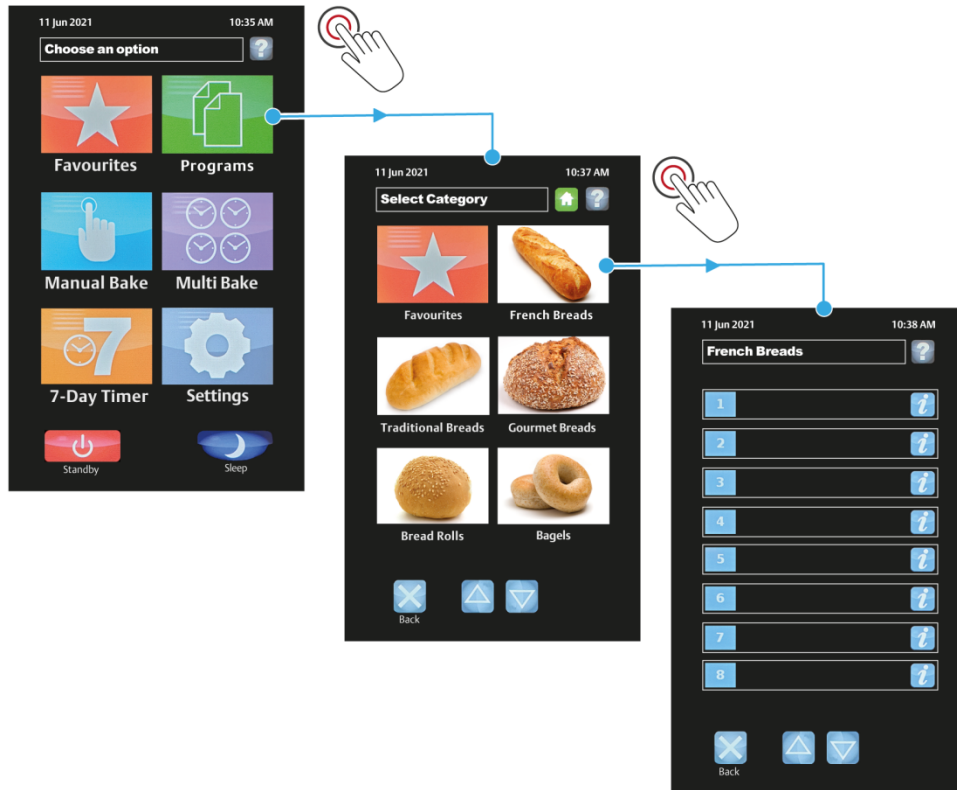 11 Jun 2021 10:35 AM
Choose an option ?
Favourites Programs
Manual Bake Multi Bake
7
7-Day Timer Settings
Standby Sleep
11 Jun 2021 10:37 AM
Select Category ?
Favourites French Breads
Traditional Breads Gourmet Breads
Bread Rolls Bagels
Back
11 Jun 2021 10:38 AM
French Breads ?
1 i
2 i
3 i
4 i
5 i
6 i
7 i
8 i
Back